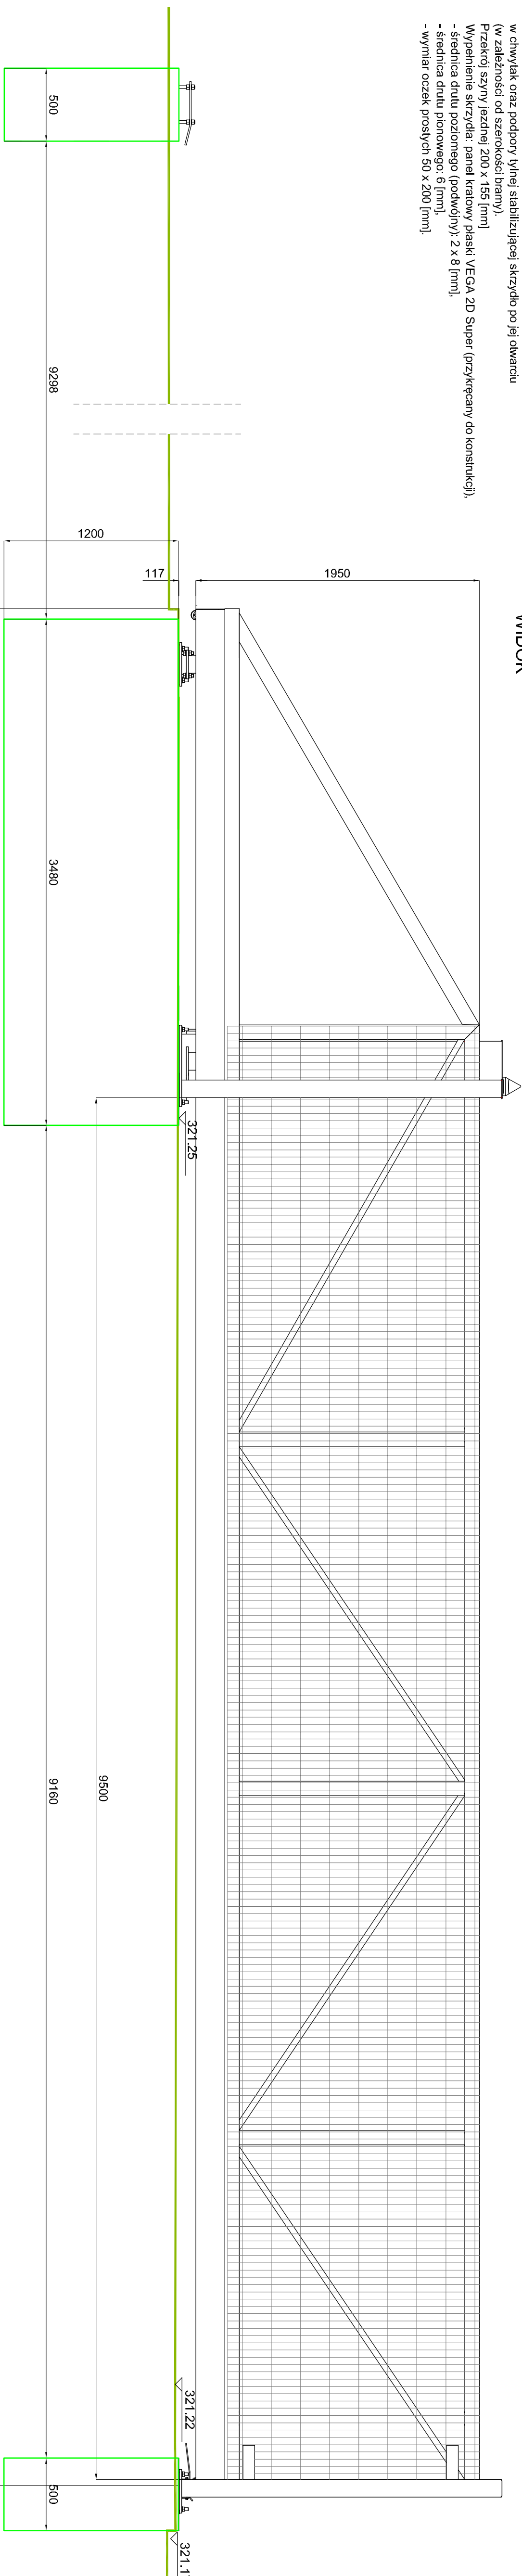 w chwytak oraz podpory tylnej stabilizującej skrzydło po jej otwarciu
(w zależności od szerokości bramy).
Przekrój szyny jezdnej 200 x 155 [mm]
Wypełnienie skrzydła: panel kratowy płaski VEGA 2D Super (przykręcany do konstrukcji),
- średnica drutu poziomego (podwójny): 2 x 8 [mm],
- średnica drutu pionowego: 6 [mm],
- wymiar oczek prostych 50 x 200 [mm].
WIDOK
500
9298
1200
117
1950
3480
321.25
9500
9160
321.22
500
321.1